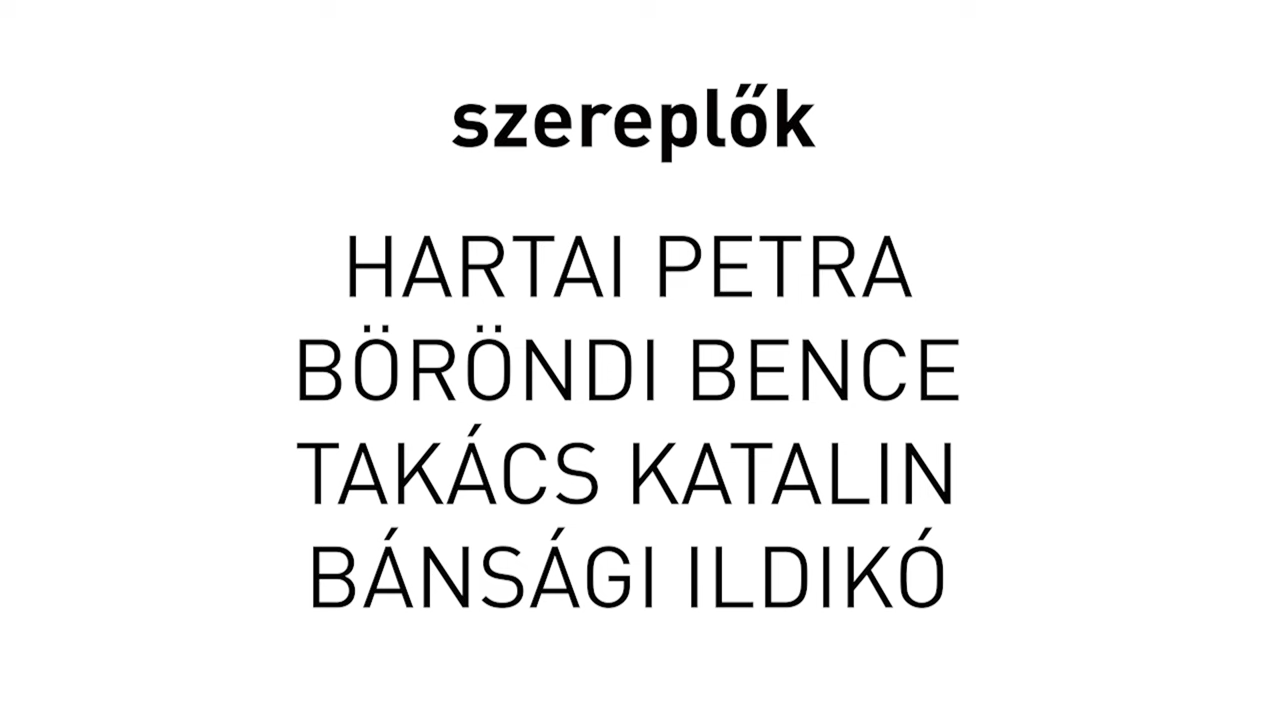 szereplők
HARTAI PETRA
BÖRÖNDI BENCE
TAKÁCS KATALIN
BÁNSÁGI ILDIKÓ